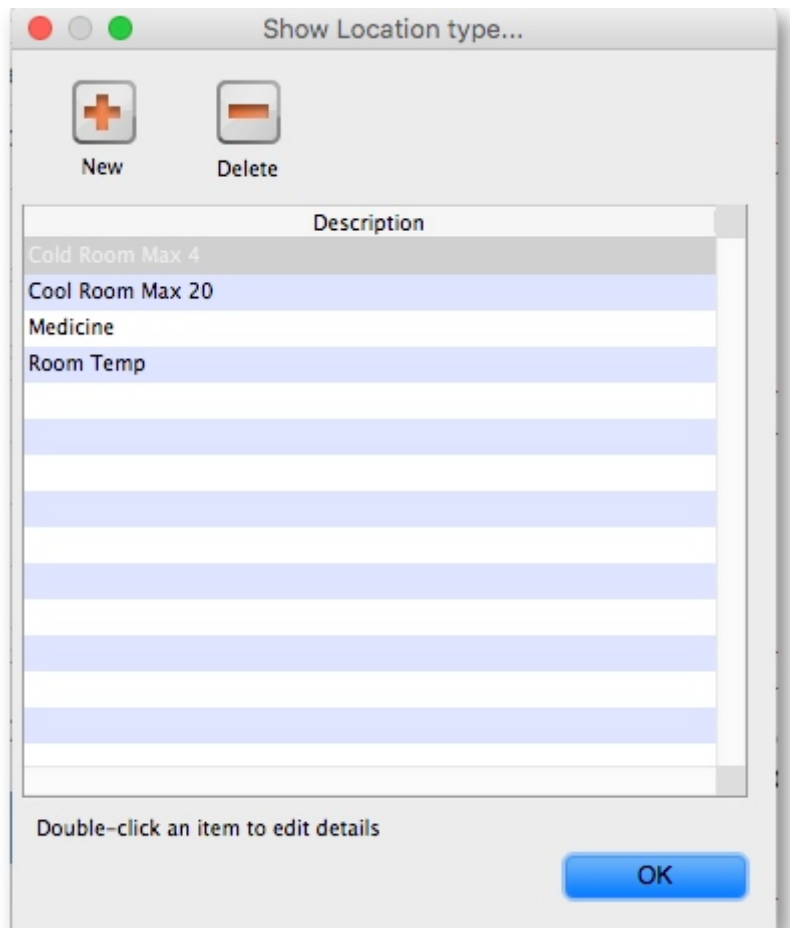 Show Location type...
New Delete
Description
Cold Room Max 4
Cool Room Max 20
Medicine
Room Temp
Double-click an item to edit details
OK